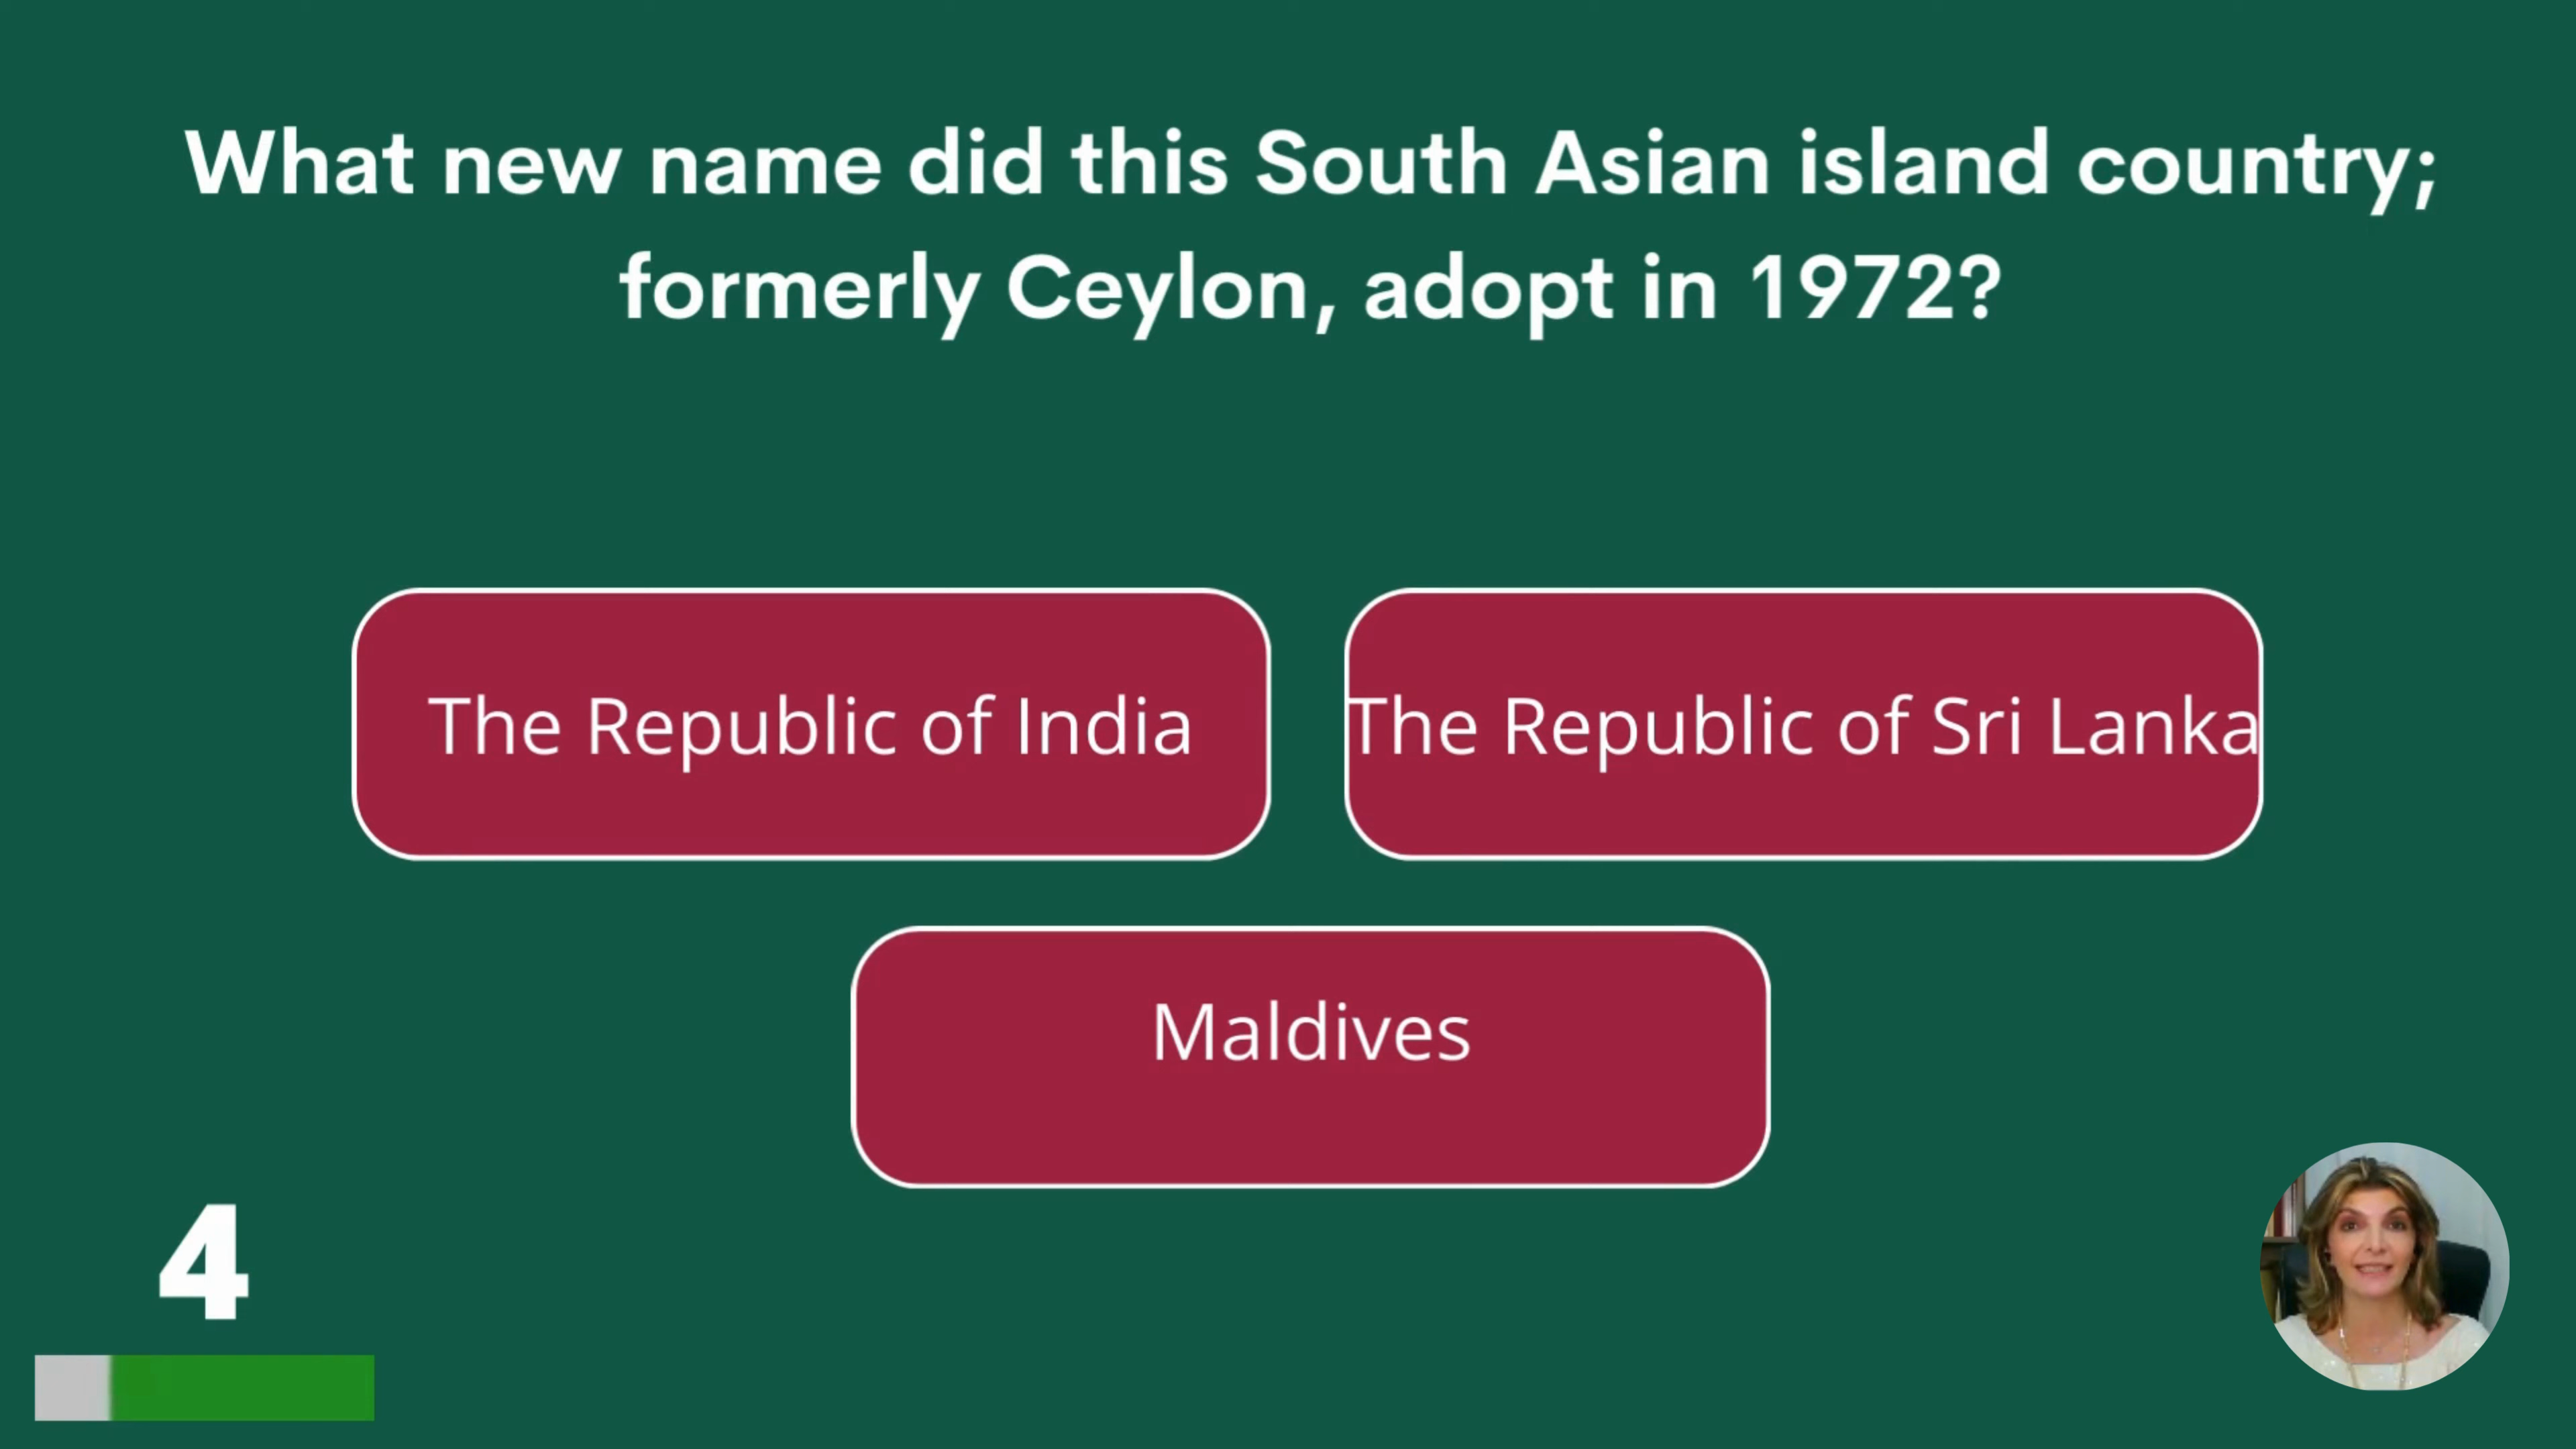 What new name did this South Asian island country;
formerly Ceylon, adopt in 1972?
The Republic of India
The Republic of Sri Lanka
Maldives
4